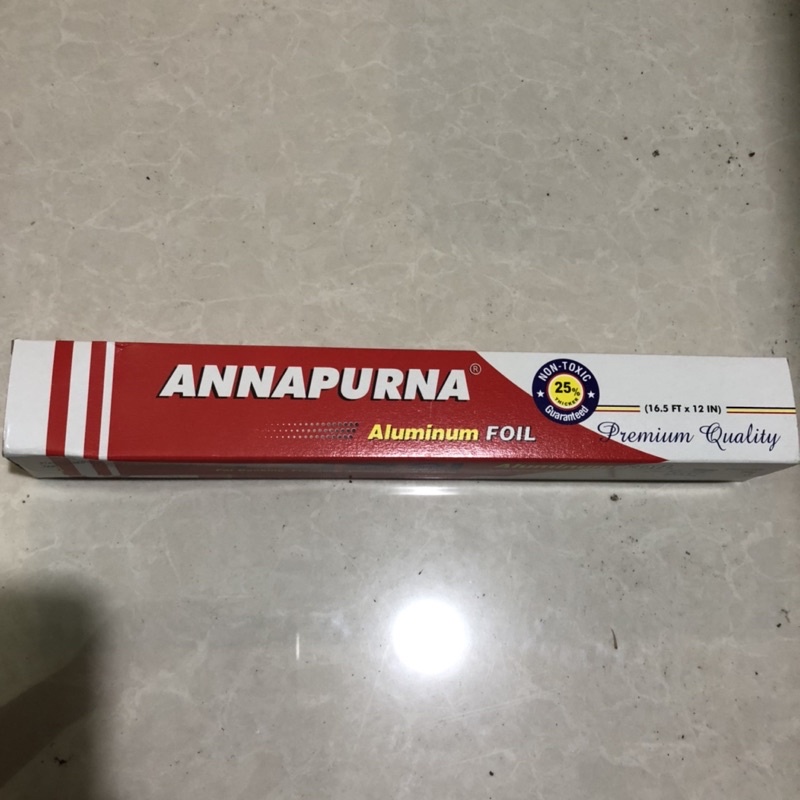 ANNAPURNA®
Aluminum FOIL
NON-TOXIC
25%
THICKER
Guaranteed
(16.5 FT x 12 IN)
Premium Quality